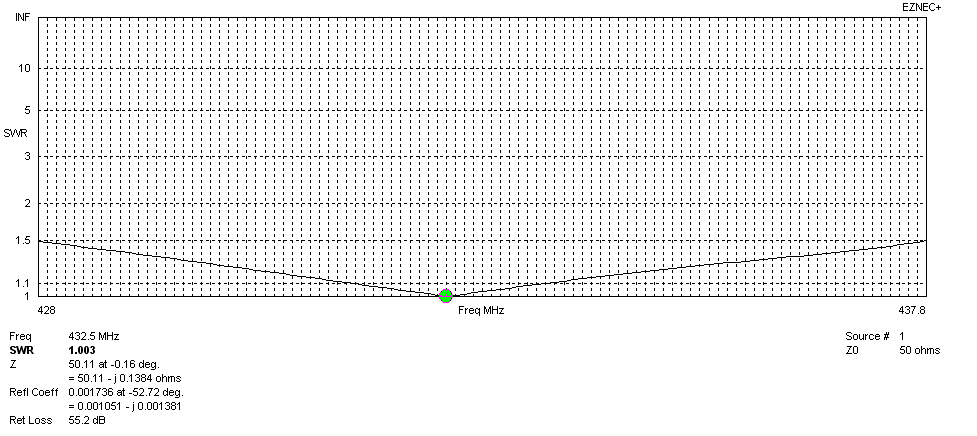 EZNEC+
INF
10
5
SWR
3
2
1.5
1.1
1
428 Freq MHz 437.8
Freq 432.5 MHz Source # 1
SWR 1.003 Z0 50 ohms
Z 50.11 at -0.16 deg.
= 50.11 - j 0.1384 ohms
Refl Coeff 0.001736 at -52.72 deg.
= 0.001051 - j 0.001381
Ret Loss 55.2 dB